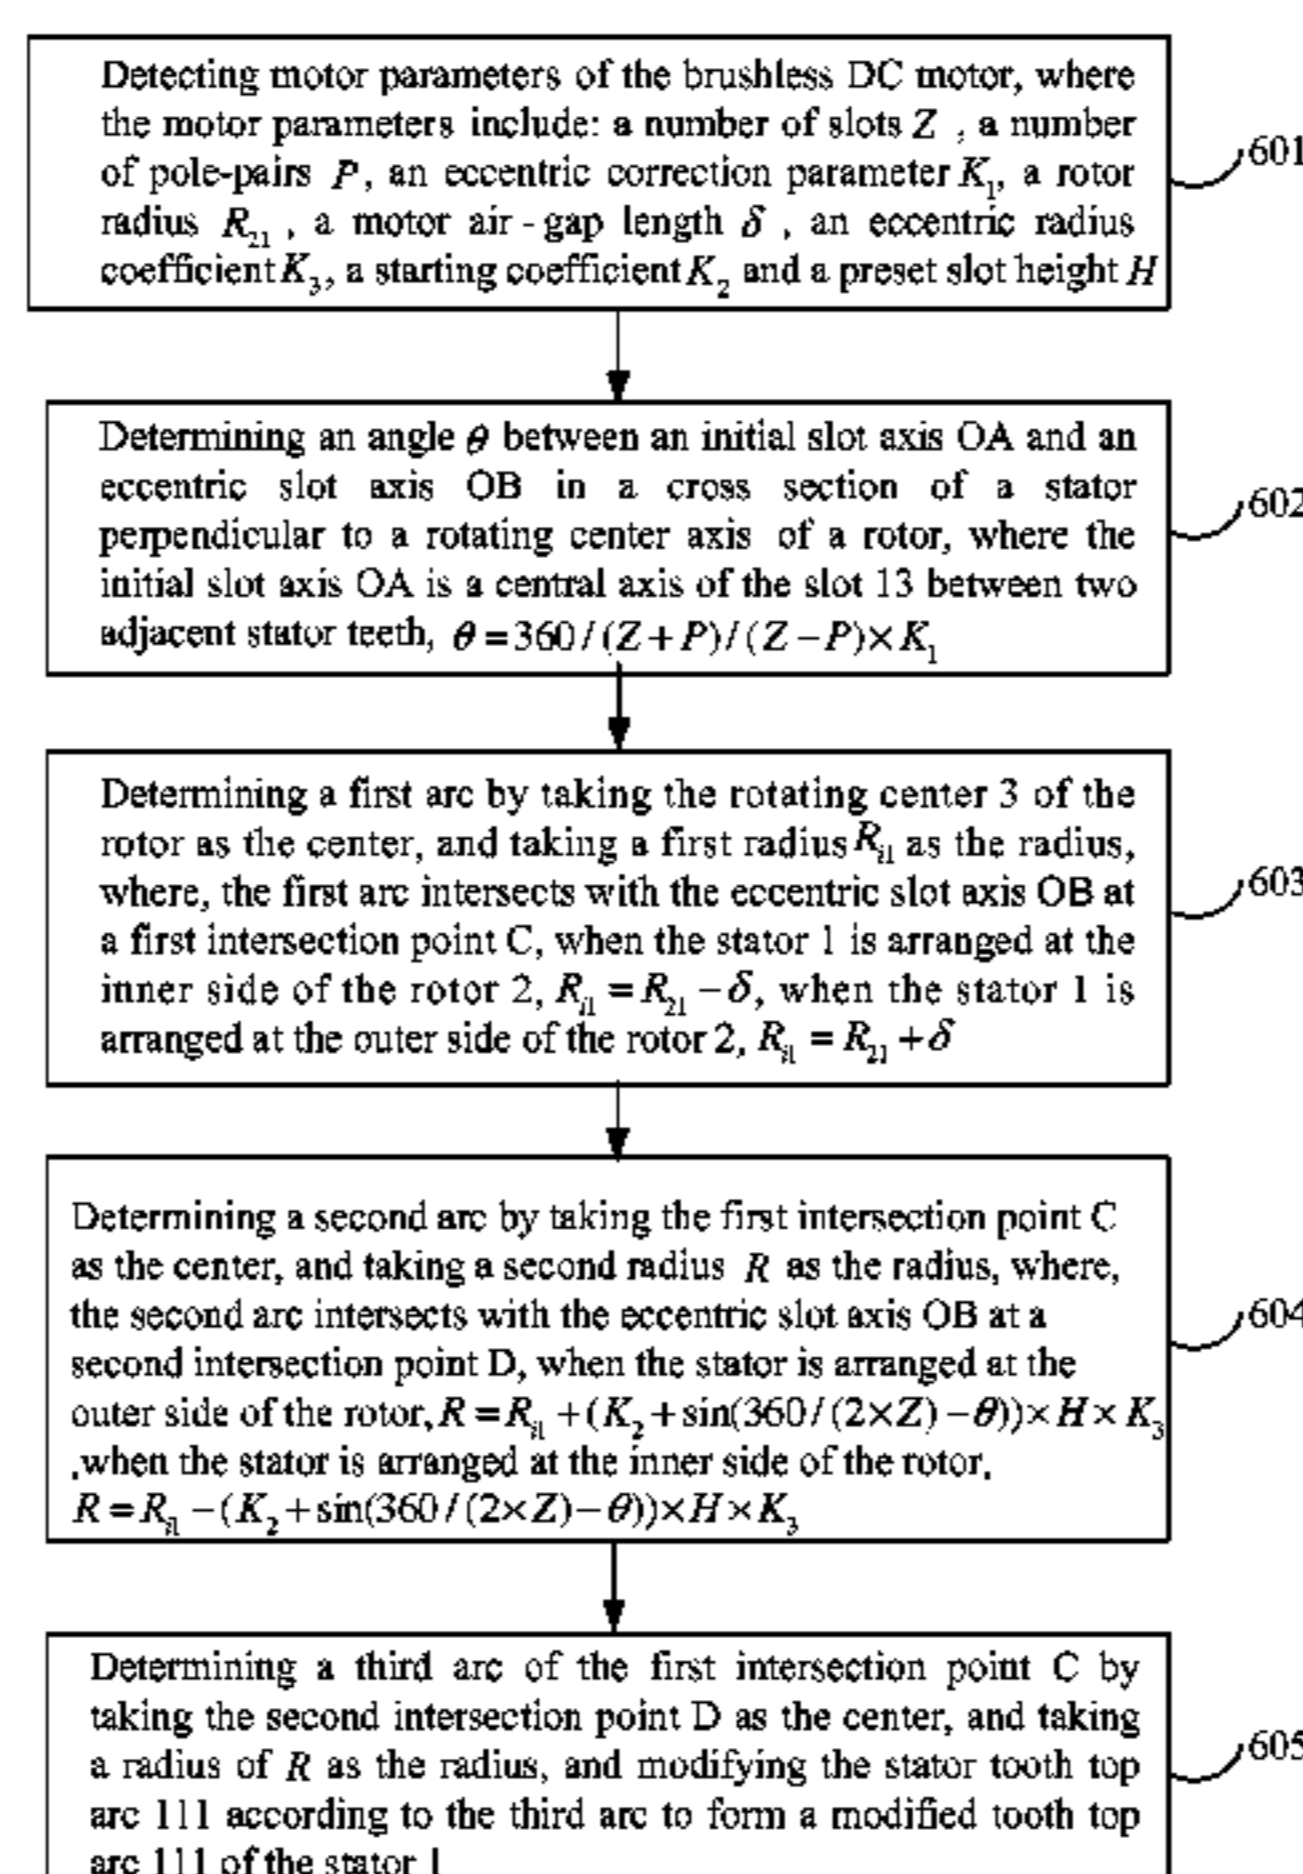 Detecting motor parameters of the brushless DC motor, where
the motor parameters include: a number of slots Z , a number
of pole-pairs P, an eccentric correction parameter K₁, a rotor
radius R₂₁ , a motor air-gap length δ , an eccentric radius
coefficient K₃, a starting coefficient K₂ and a preset slot height H
601
Determining an angle θ between an initial slot axis OA and an
eccentric slot axis OB in a cross section of a stator
perpendicular to a rotating center axis of a rotor, where the
initial slot axis OA is a central axis of the slot 13 between two
adjacent stator teeth, θ=360/(Z+P)/(Z−P)×K₁
602
Determining a first arc by taking the rotating center 3 of the
rotor as the center, and taking a first radius Rᵢ₁ as the radius,
where, the first arc intersects with the eccentric slot axis OB at
a first intersection point C, when the stator 1 is arranged at the
inner side of the rotor 2, Rᵢ₁ = R₂₁ − δ, when the stator 1 is
arranged at the outer side of the rotor 2, Rᵢ₁ = R₂₁ + δ
603
Determining a second arc by taking the first intersection point C
as the center, and taking a second radius R as the radius, where,
the second arc intersects with the eccentric slot axis OB at a
second intersection point D, when the stator is arranged at the
outer side of the rotor, R = Rᵢ₁ + (K₂ + sin(360/(2×Z) − θ))× H × K₃
,when the stator is arranged at the inner side of the rotor,
R = Rᵢ₁ − (K₂ + sin(360/(2×Z) − θ))×H×K₃
604
Determining a third arc of the first intersection point C by
taking the second intersection point D as the center, and taking
a radius of R as the radius, and modifying the stator tooth top
arc 111 according to the third arc to form a modified tooth top
arc 111 of the stator 1
605